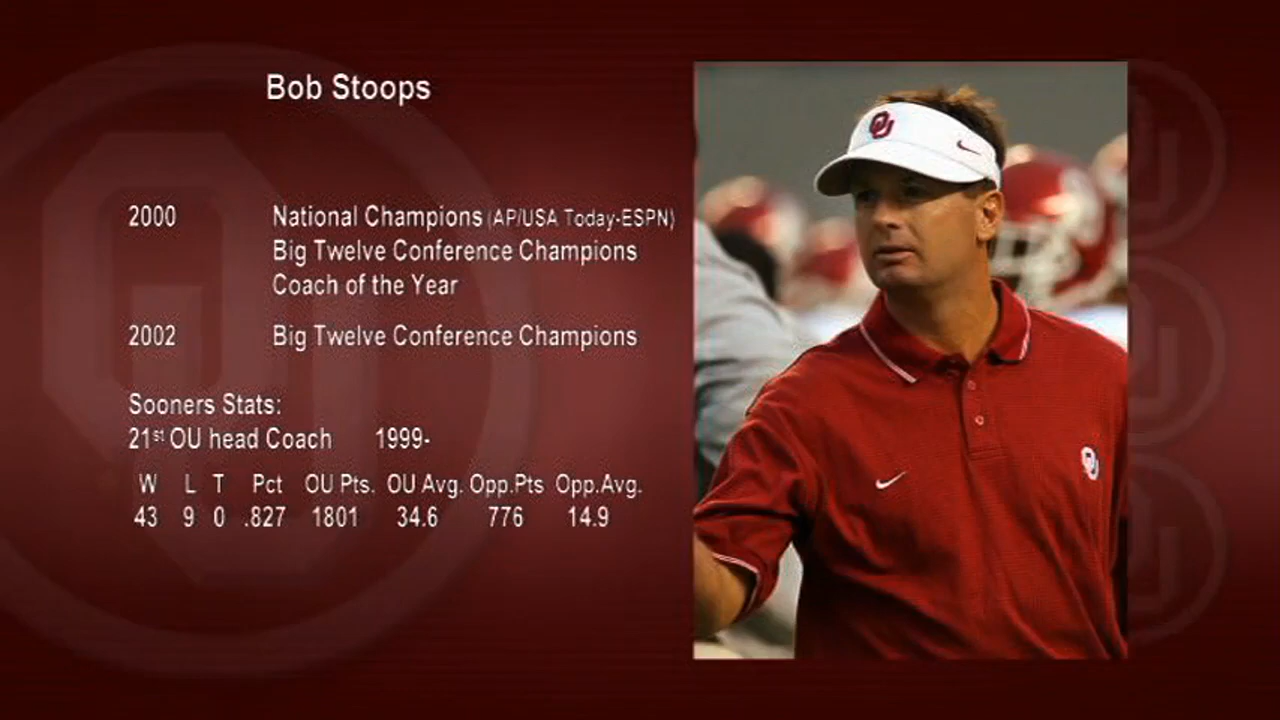 Bob Stoops
2000 National Champions (AP/USA Today-ESPN)
Big Twelve Conference Champions
Coach of the Year
2002 Big Twelve Conference Champions
Sooners Stats:
21st OU head Coach 1999-
W L T Pct OU Pts. OU Avg. Opp.Pts Opp.Avg.
43 9 0 .827 1801 34.6 776 14.9
OU
OU